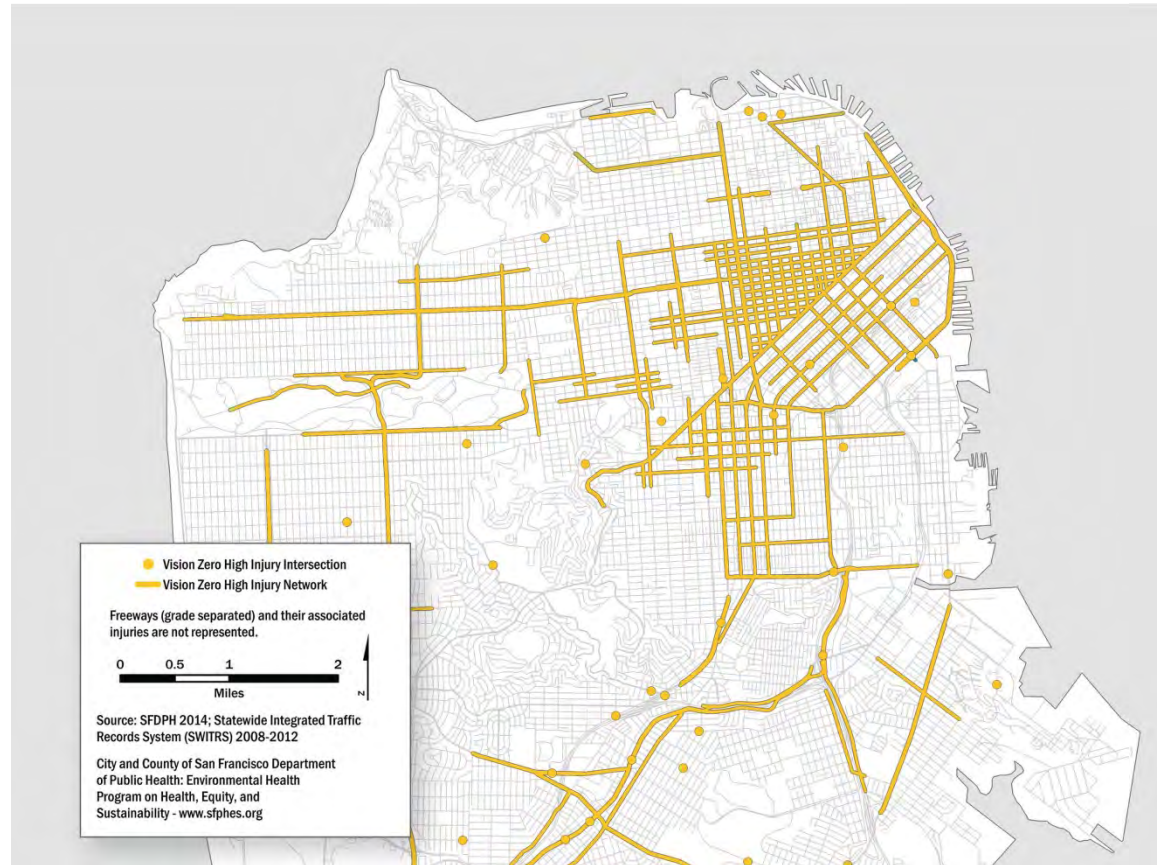 Vision Zero High Injury Intersection
Vision Zero High Injury Network
Freeways (grade separated) and their associated
injuries are not represented.
0 0.5 1 2
Miles
N
Source: SFDPH 2014; Statewide Integrated Traffic
Records System (SWITRS) 2008-2012
City and County of San Francisco Department
of Public Health: Environmental Health
Program on Health, Equity, and
Sustainability - www.sfphes.org